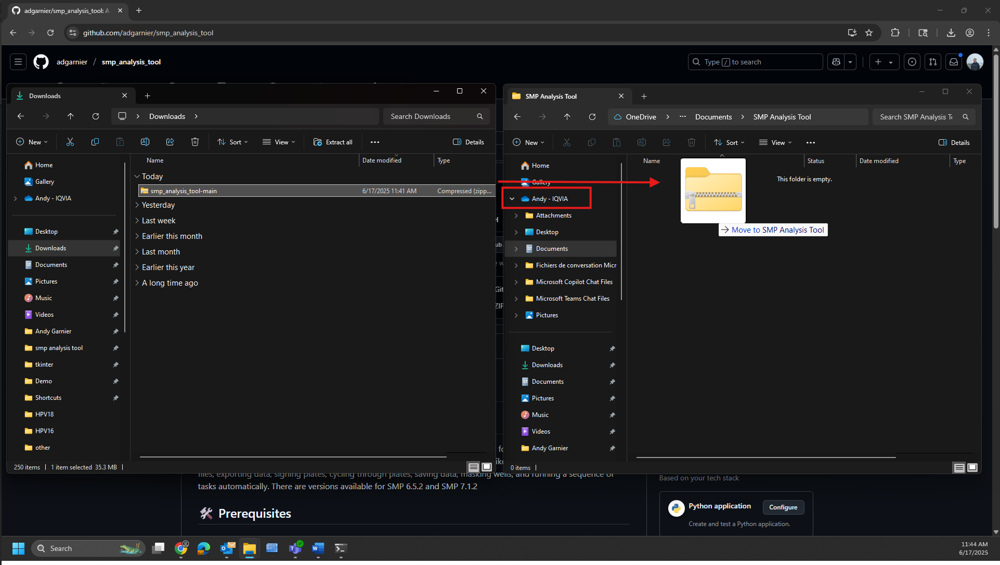 adgarnier/smp_analysis_tool: A
github.com/adgarnier/smp_analysis_tool
adgarnier / smp_analysis_tool
Type / to search
Downloads
Downloads
Search Downloads
New
Sort
View
Extract all
Details
Name
Date modified
Type
Home
Gallery
Andy - IQVIA
Desktop
Downloads
Documents
Pictures
Music
Videos
Andy Garnier
smp analysis tool
tkinter
Demo
Shortcuts
HPV18
HPV16
other
Today
smp_analysis_tool-main
6/17/2025 11:41 AM
Compressed (zipp...
Yesterday
Last week
Earlier this month
Last month
Earlier this year
A long time ago
250 items
1 item selected 35.3 MB
SMP Analysis Tool
OneDrive
Documents
SMP Analysis Tool
Search SMP Analysis
New
Sort
View
Details
Name
Status
Date modified
Type
This folder is empty.
Move to SMP Analysis Tool
Home
Gallery
Andy - IQVIA
Attachments
Desktop
Documents
Fichiers de conversation Micr
Microsoft Copilot Chat Files
Microsoft Teams Chat Files
Pictures
Desktop
Downloads
Documents
Pictures
Music
Videos
Andy Garnier
0 items
files, exporting data, signing plates, cycling through plates, saving data, masking wells, and running a sequence of
tasks automatically. There are versions available for SMP 6.5.2 and SMP 7.1.2
Prerequisites
Based on your tech stack
Python application
Configure
Create and test a Python application.
Search
11:44 AM
6/17/2025